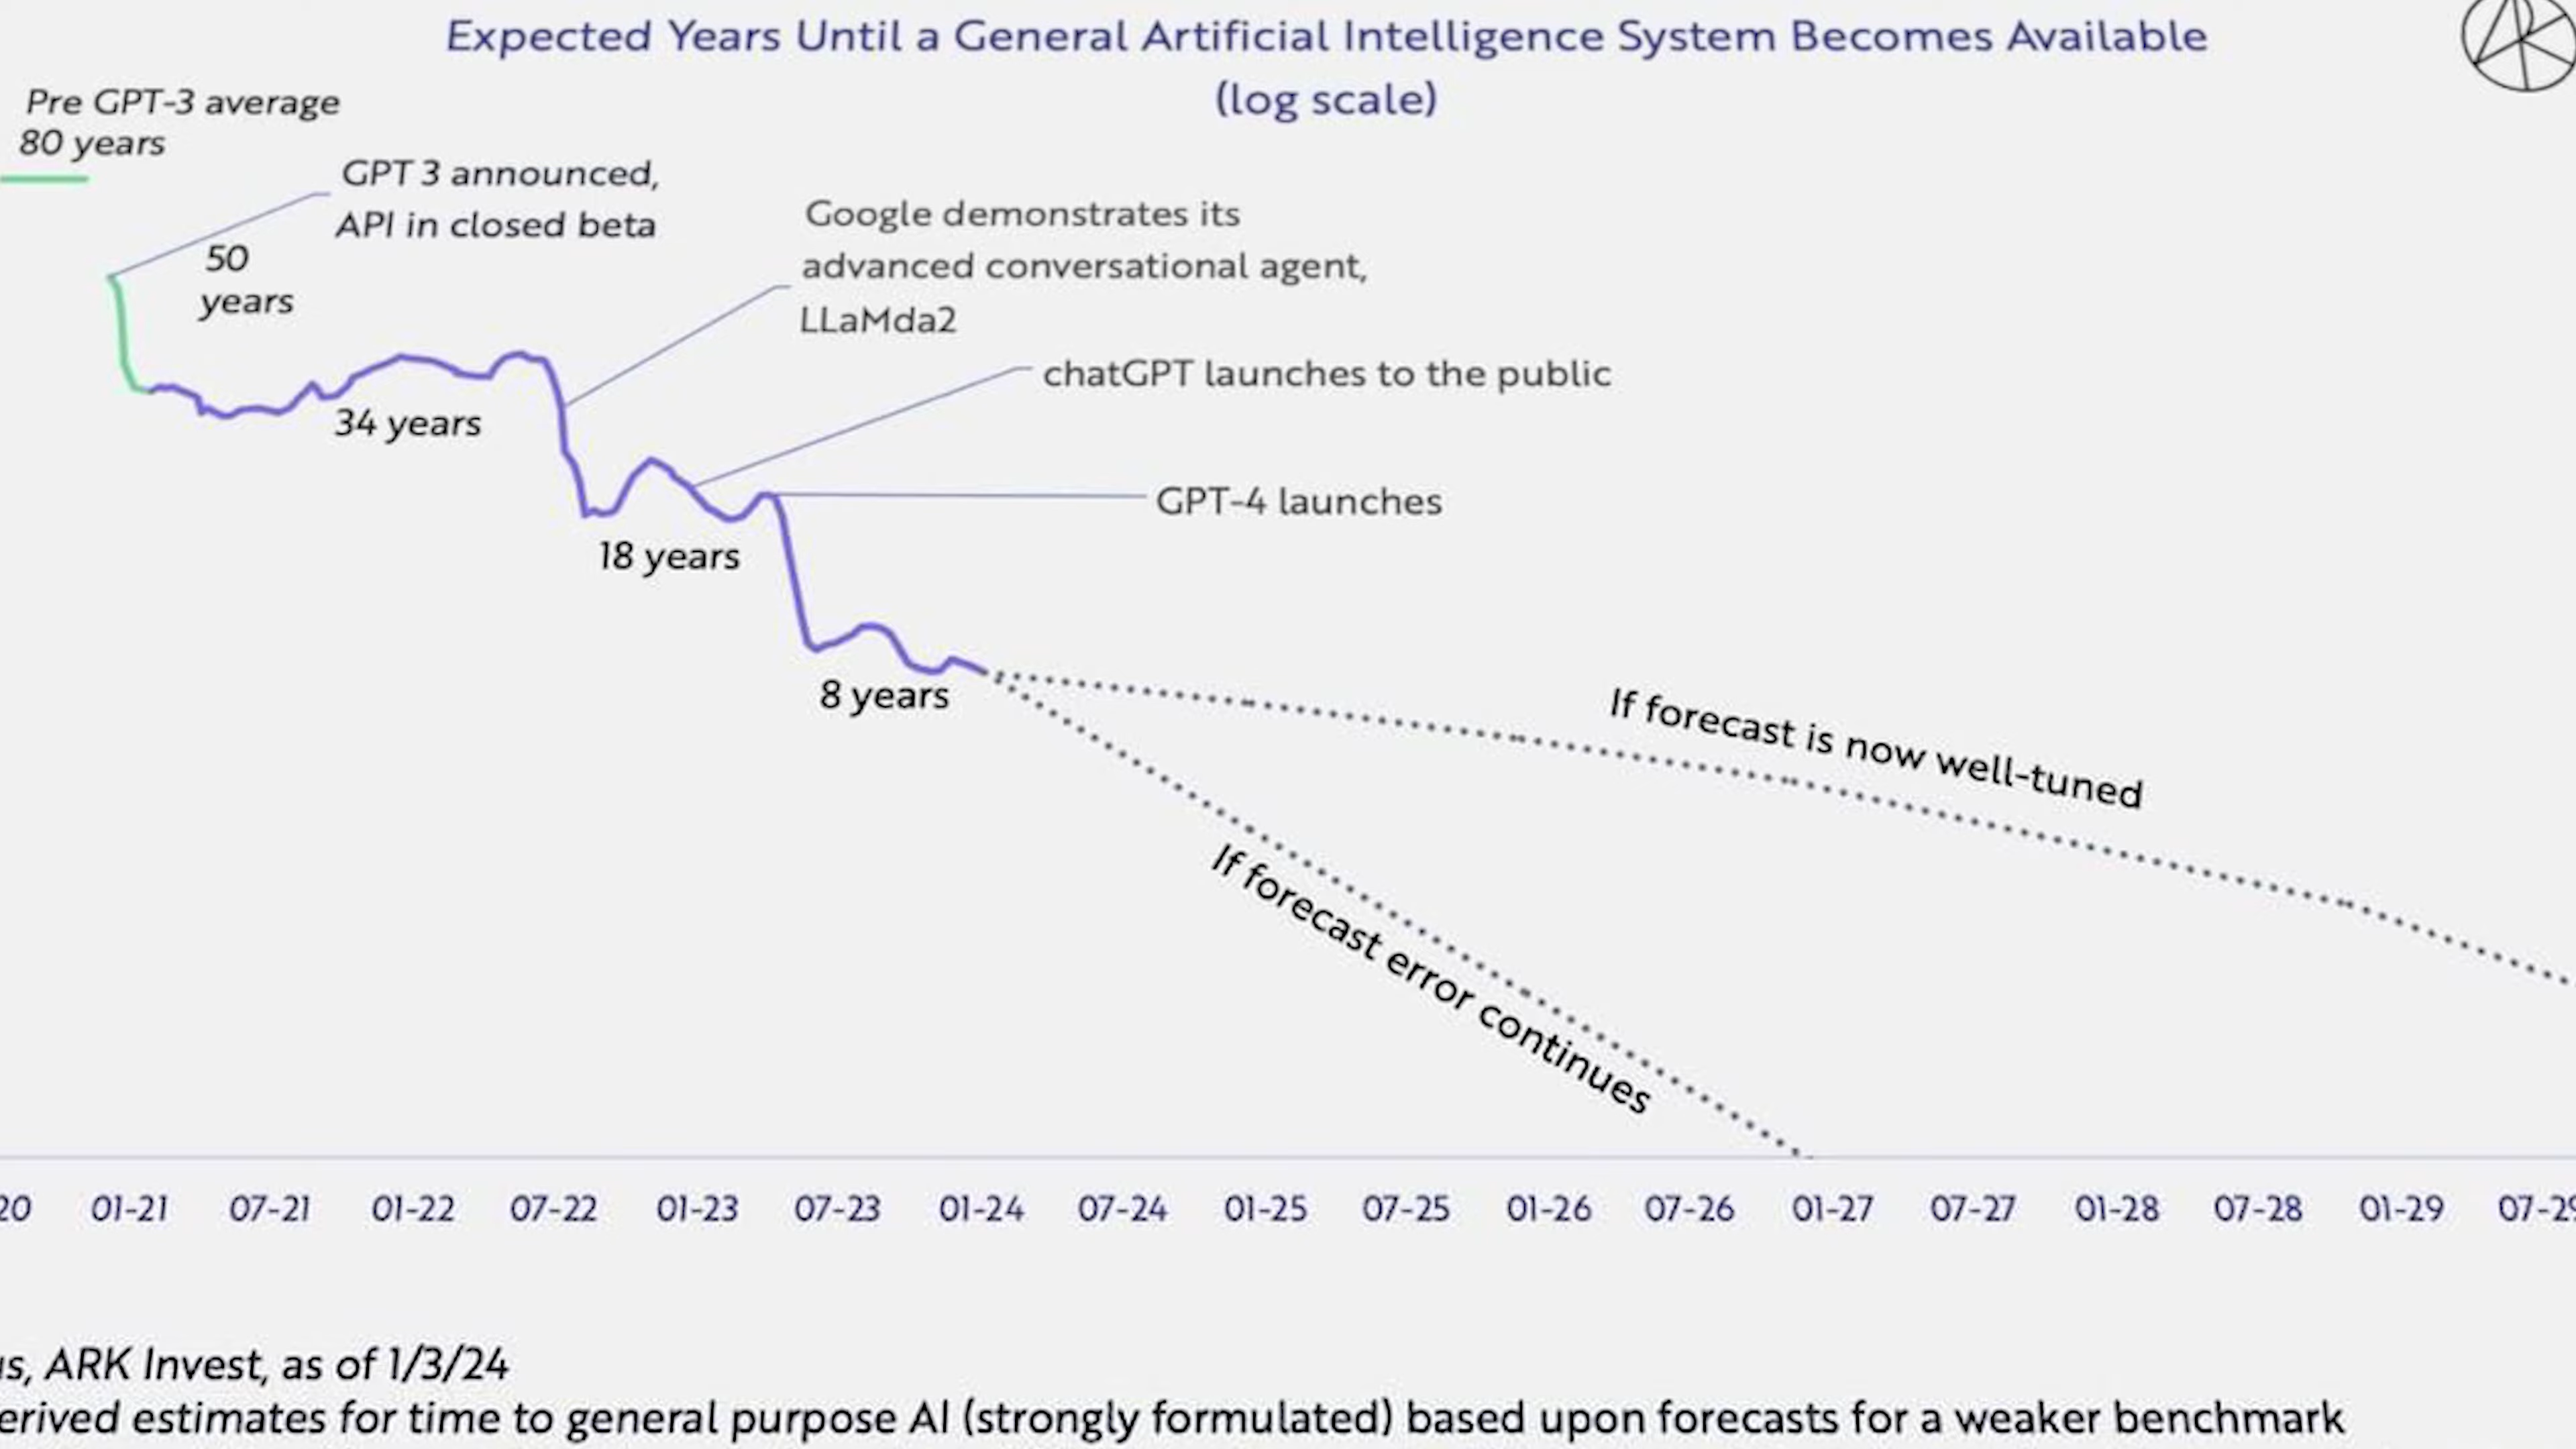 Expected Years Until a General Artificial Intelligence System Becomes Available
(log scale)
Pre GPT-3 average
80 years
GPT 3 announced,
API in closed beta
50
years
Google demonstrates its
advanced conversational agent,
LLaMda2
34 years
chatGPT launches to the public
GPT-4 launches
18 years
8 years
If forecast is now well-tuned
If forecast error continues
20 01-21 07-21 01-22 07-22 01-23 07-23 01-24 07-24 01-25 07-25 01-26 07-26 01-27 07-27 01-28 07-28 01-29 07-29
us, ARK Invest, as of 1/3/24
erived estimates for time to general purpose AI (strongly formulated) based upon forecasts for a weaker benchmark